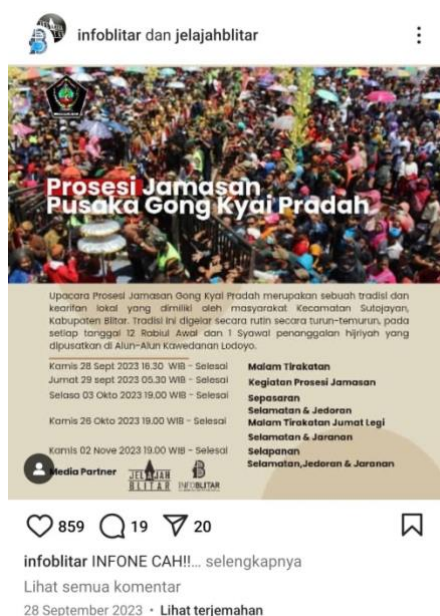 infoblitar dan jelajahblitar
Prosesi Jamasan
Pusaka Gong Kyai Pradah
Upacara Prosesi Jamasan Gong Kyai Pradah merupakan sebuah tradisi dan
kearifan lokal yang dimiliki oleh masyarakat Kecamatan Sutojayan,
Kabupaten Blitar. Tradisi ini digelar secara rutin secara turun-temurun, pada
setiap tanggal 12 Rabiul Awal dan 1 Syawal penanggalan hijriyah yang
dipusatkan di Alun-Alun Kawedanan Lodoyo.
Kamis 28 Sept 2023 16.30 WIB - Selesai Malam Tirakatan
Jumat 29 sept 2023 05.30 WIB - Selesai Kegiatan Prosesi Jamasan
Selasa 03 Okto 2023 19.00 WIB - Selesai Sepasaran
Selamatan & Jedoran
Kamis 26 Okto 2023 19.00 WIB - Selesai Malam Tirakatan Jumat Legi
Selamatan & Jaranan
Kamis 02 Nove 2023 19.00 WIB - Selesai Selapanan
Selamatan,Jedoran & Jaranan
Media Partner
JELAJAH
BLITAR
INFOBLITAR
859 19 20
infoblitar INFONE CAH!!... selengkapnya
Lihat semua komentar
28 September 2023 • Lihat terjemahan